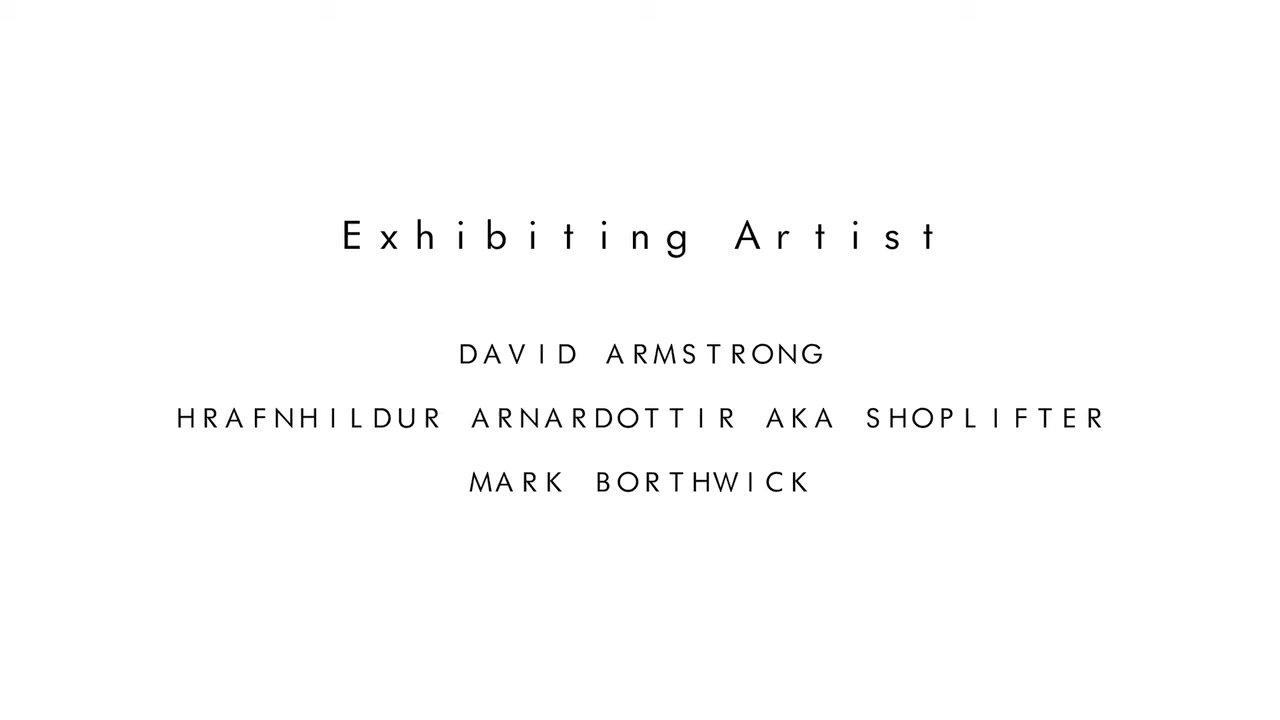 Exhibiting Artist
DAVID ARMSTRONG
HRAFNHILDUR ARNARDOTTIR AKA SHOPLIFTER
MARK BORTHWICK